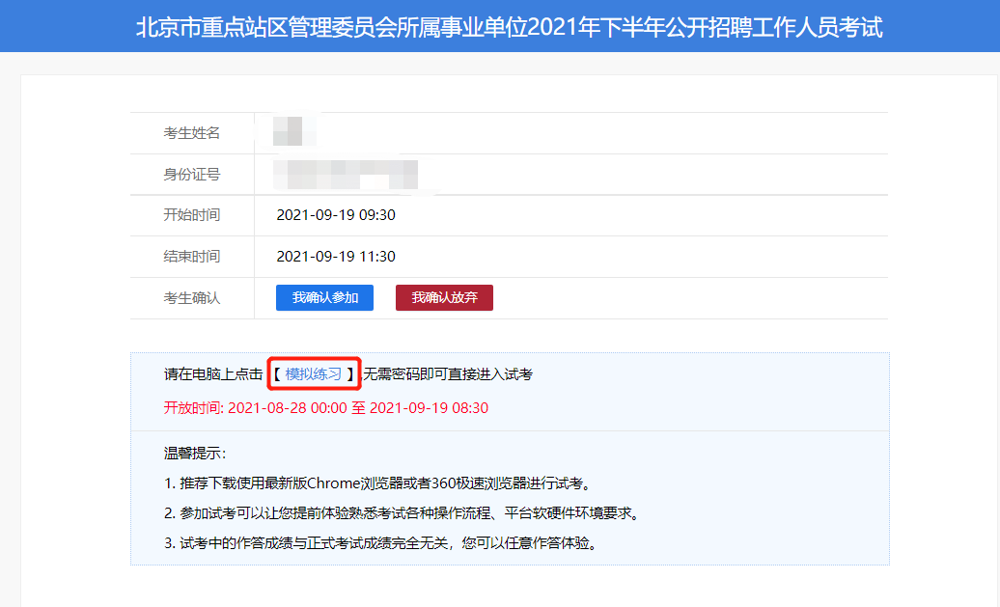 北京市重点站区管理委员会所属事业单位2021年下半年公开招聘工作人员考试
考生姓名
身份证号
开始时间 2021-09-19 09:30
结束时间 2021-09-19 11:30
考生确认 我确认参加 我确认放弃
请在电脑上点击【 模拟练习 】,无需密码即可直接进入试考
开放时间: 2021-08-28 00:00 至 2021-09-19 08:30
温馨提示：
1. 推荐下载使用最新版Chrome浏览器或者360极速浏览器进行试考。
2. 参加试考可以让您提前体验熟悉考试各种操作流程、平台软硬件环境要求。
3. 试考中的作答成绩与正式考试成绩完全无关，您可以任意作答体验。